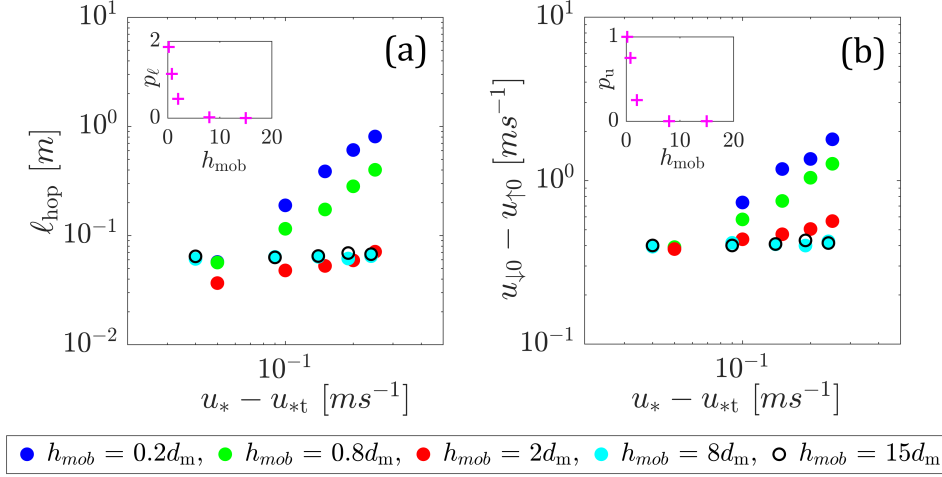 (a)
10^1
10^0
10^{-1}
10^{-2}
ℓ_hop [m]
2
0
p_ℓ
0 10 20
h_mob
10^{-1}
u_* − u_{*t} [ms^{-1}]
(b)
10^1
10^0
10^{-1}
u_{↓0} − u_{↑0} [ms^{-1}]
1
0
p_u
0 10 20
h_mob
10^{-1}
u_* − u_{*t} [ms^{-1}]
h_mob = 0.2d_m, h_mob = 0.8d_m, h_mob = 2d_m, h_mob = 8d_m, h_mob = 15d_m